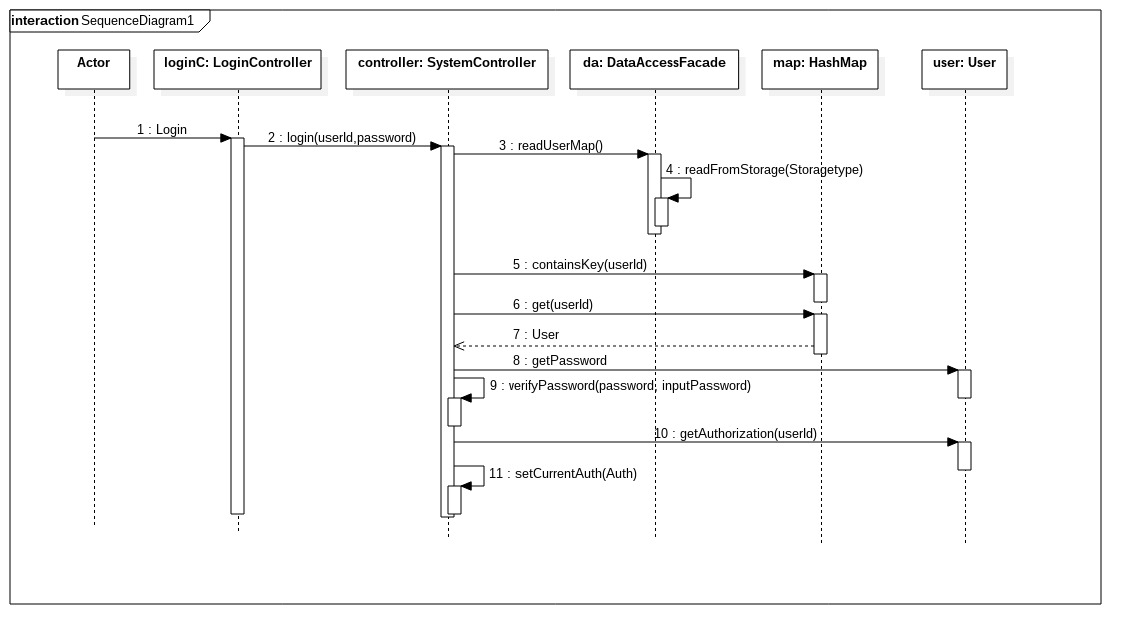 interaction SequenceDiagram1
Actor
loginC: LoginController
controller: SystemController
da: DataAccessFacade
map: HashMap
user: User
1 : Login
2 : login(userId,password)
3 : readUserMap()
4 : readFromStorage(Storagetype)
5 : containsKey(userId)
6 : get(userId)
7 : User
8 : getPassword
9 : verifyPassword(password, inputPassword)
10 : getAuthorization(userId)
11 : setCurrentAuth(Auth)